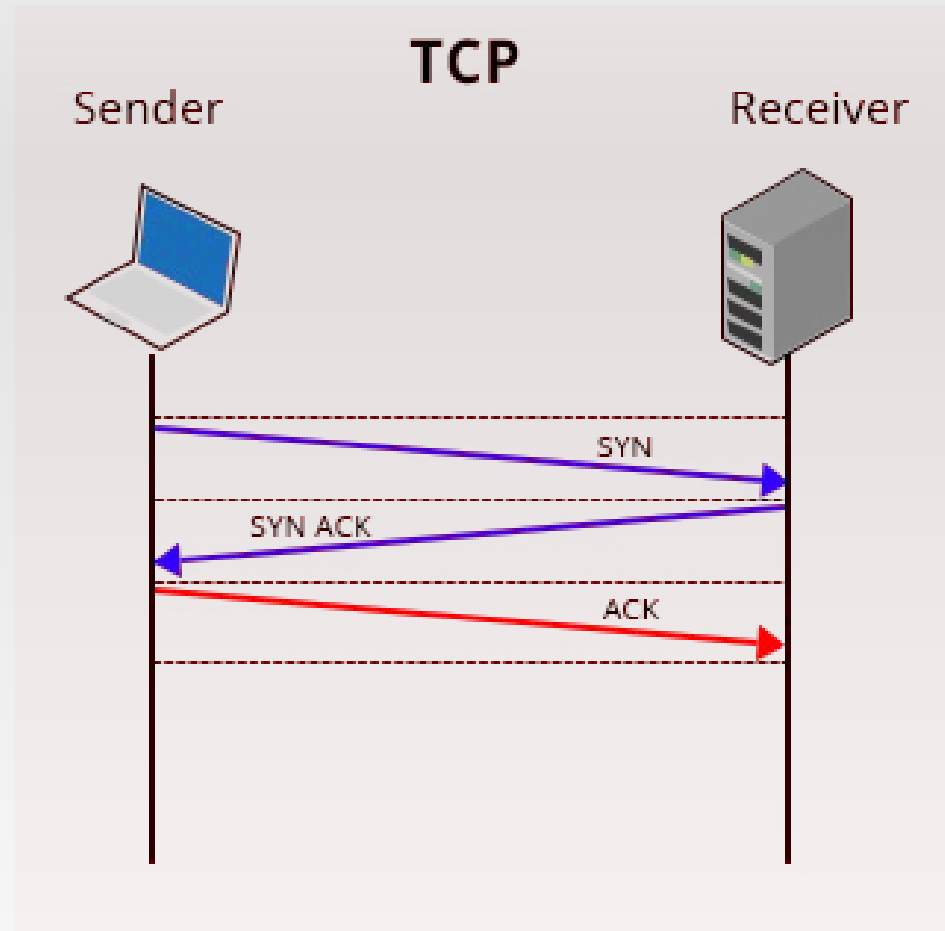 TCP
Sender
Receiver
SYN
SYN ACK
ACK